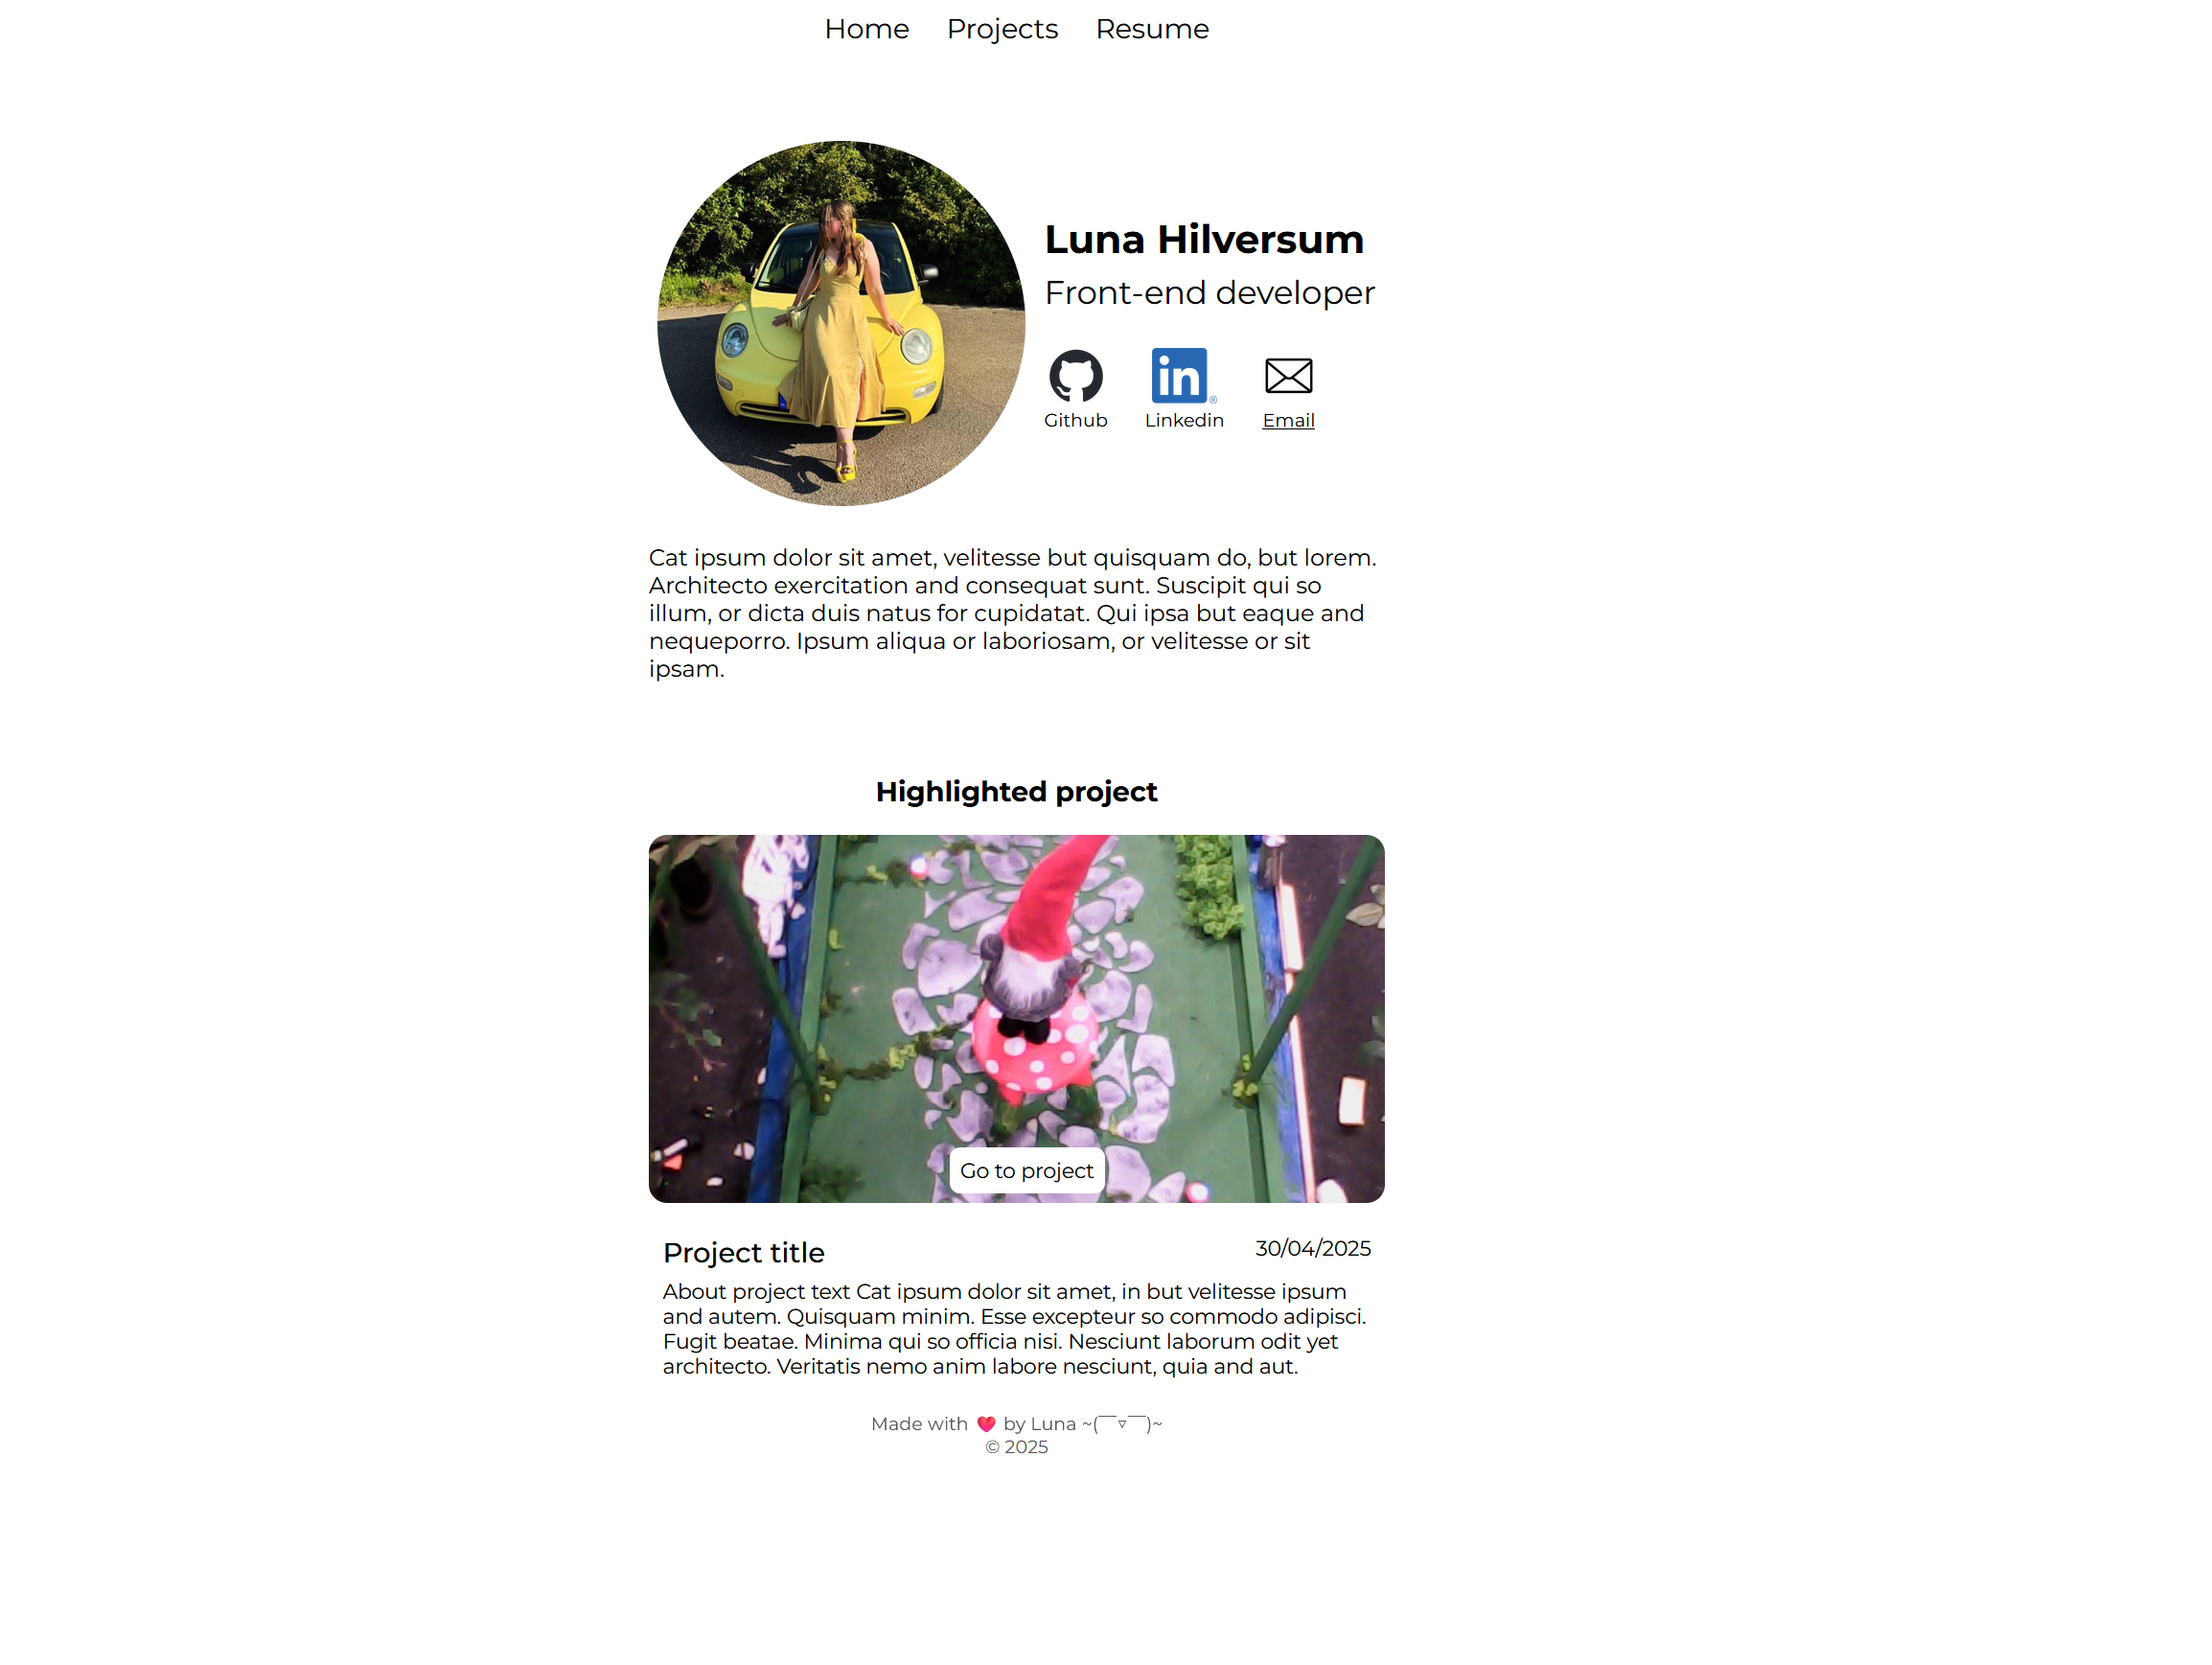 Home Projects Resume
Luna Hilversum
Front-end developer
in ®
Github Linkedin Email
Cat ipsum dolor sit amet, velitesse but quisquam do, but lorem.
Architecto exercitation and consequat sunt. Suscipit qui so
illum, or dicta duis natus for cupidatat. Qui ipsa but eaque and
nequeporro. Ipsum aliqua or laboriosam, or velitesse or sit
ipsam.
Highlighted project
Go to project
Project title 30/04/2025
About project text Cat ipsum dolor sit amet, in but velitesse ipsum
and autem. Quisquam minim. Esse excepteur so commodo adipisci.
Fugit beatae. Minima qui so officia nisi. Nesciunt laborum odit yet
architecto. Veritatis nemo anim labore nesciunt, quia and aut.
Made with ❤️ by Luna ~(￣▿￣)~
© 2025